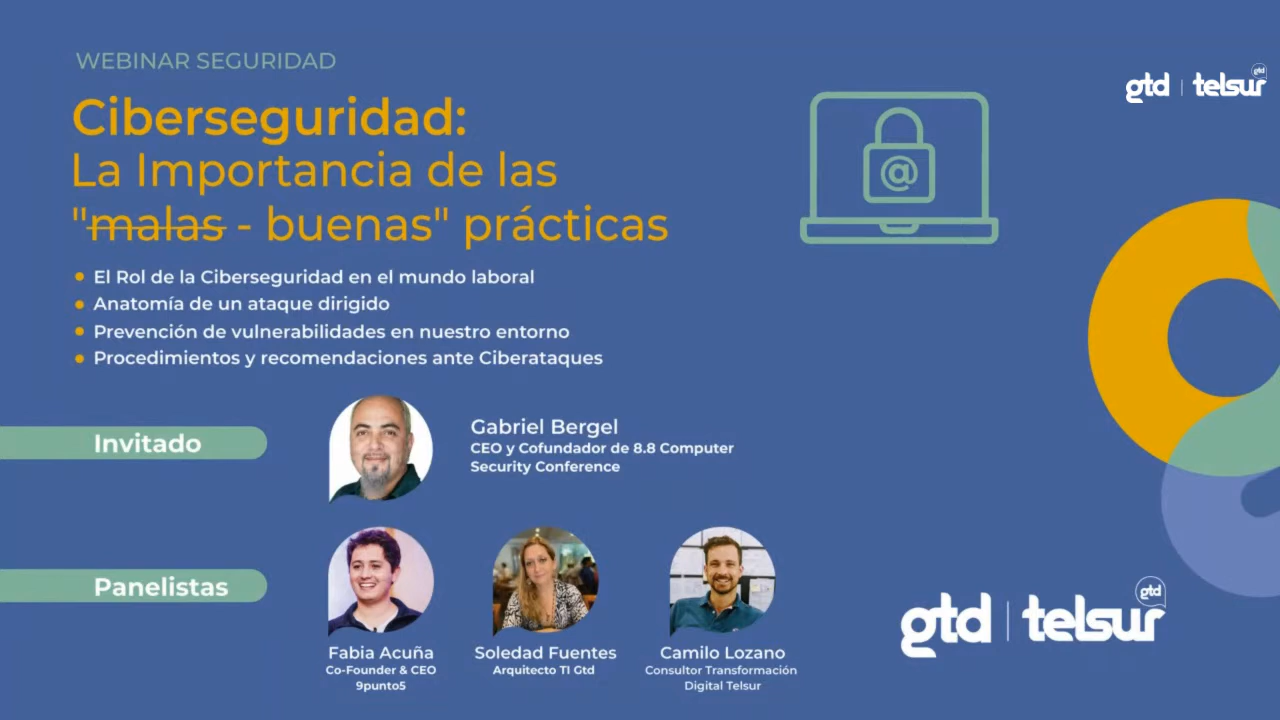 WEBINAR SEGURIDAD
gtd | telsur gtd
Ciberseguridad:
La Importancia de las
"malas - buenas" prácticas
@
El Rol de la Ciberseguridad en el mundo laboral
Anatomía de un ataque dirigido
Prevención de vulnerabilidades en nuestro entorno
Procedimientos y recomendaciones ante Ciberataques
Invitado
Gabriel Bergel
CEO y Cofundador de 8.8 Computer
Security Conference
Panelistas
Fabia Acuña
Co-Founder & CEO
9punto5
Soledad Fuentes
Arquitecto TI Gtd
Camilo Lozano
Consultor Transformación
Digital Telsur
gtd | telsur gtd